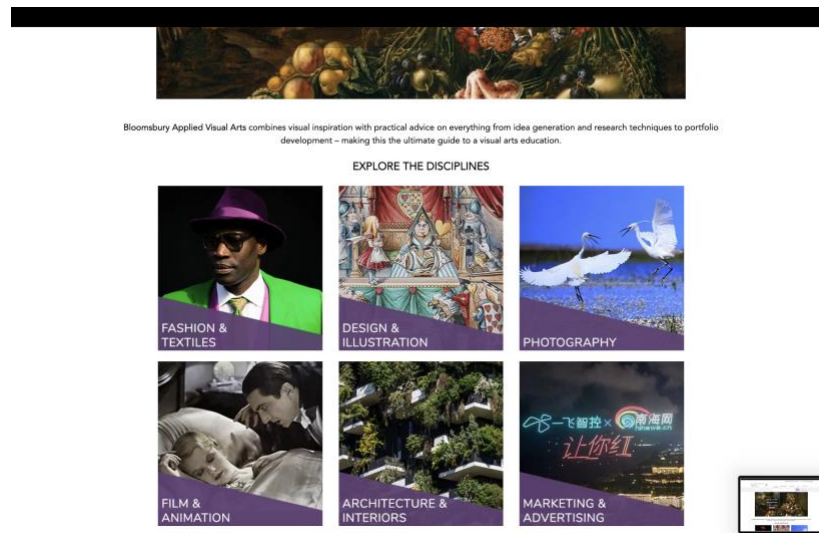 Bloomsbury Applied Visual Arts combines visual inspiration with practical advice on everything from idea generation and research techniques to portfolio
development – making this the ultimate guide to a visual arts education.
EXPLORE THE DISCIPLINES
FASHION &
TEXTILES
DESIGN &
ILLUSTRATION
PHOTOGRAPHY
一飞智控×南海网
hinews.cn
让你红
FILM &
ANIMATION
ARCHITECTURE &
INTERIORS
MARKETING &
ADVERTISING